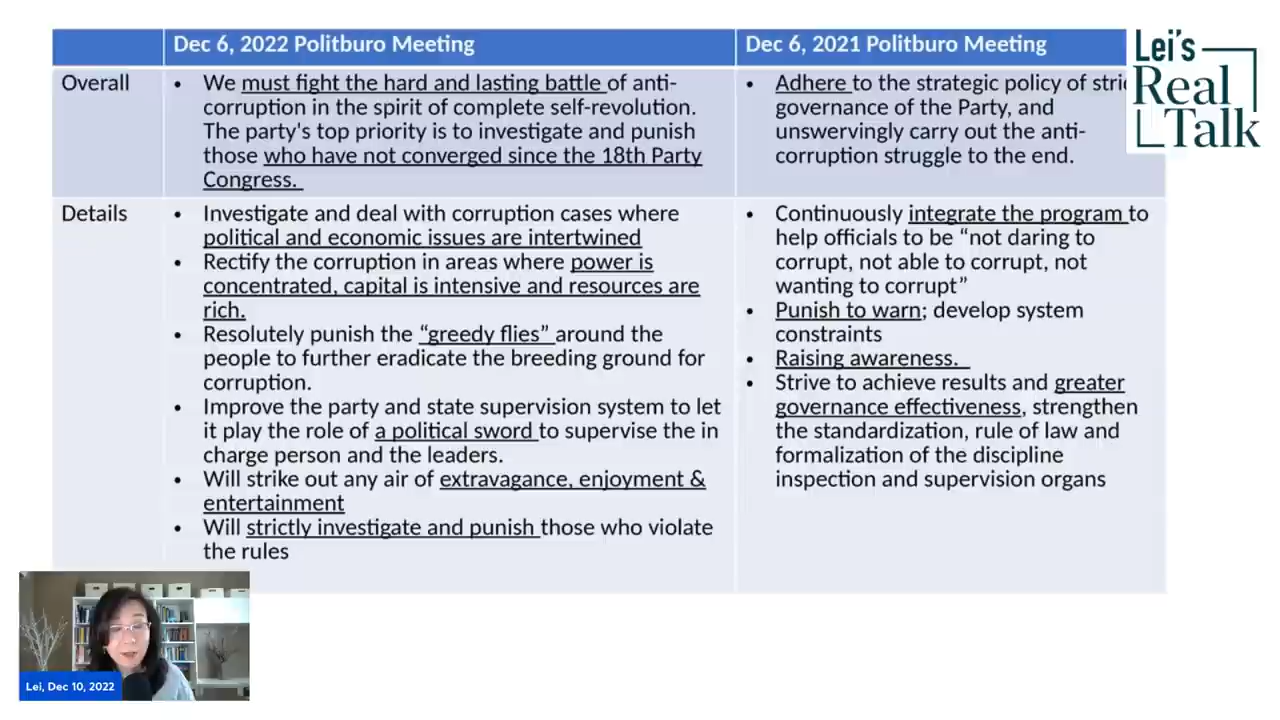 Dec 6, 2022 Politburo Meeting
Dec 6, 2021 Politburo Meeting
Lei's
Real
Talk
Overall
• We must fight the hard and lasting battle of anti-
corruption in the spirit of complete self-revolution.
The party's top priority is to investigate and punish
those who have not converged since the 18th Party
Congress.
• Adhere to the strategic policy of
governance of the Party, and
unswervingly carry out the anti-
corruption struggle to the end.
Details
• Investigate and deal with corruption cases where
political and economic issues are intertwined
• Rectify the corruption in areas where power is
concentrated, capital is intensive and resources are
rich.
• Resolutely punish the “greedy flies” around the
people to further eradicate the breeding ground for
corruption.
• Improve the party and state supervision system to let
it play the role of a political sword to supervise the in
charge person and the leaders.
• Will strike out any air of extravagance, enjoyment &
entertainment
• Will strictly investigate and punish those who violate
the rules
• Continuously integrate the program to
help officials to be “not daring to
corrupt, not able to corrupt, not
wanting to corrupt”
• Punish to warn; develop system
constraints
• Raising awareness.
• Strive to achieve results and greater
governance effectiveness, strengthen
the standardization, rule of law and
formalization of the discipline
inspection and supervision organs
Lei, Dec 10, 2022